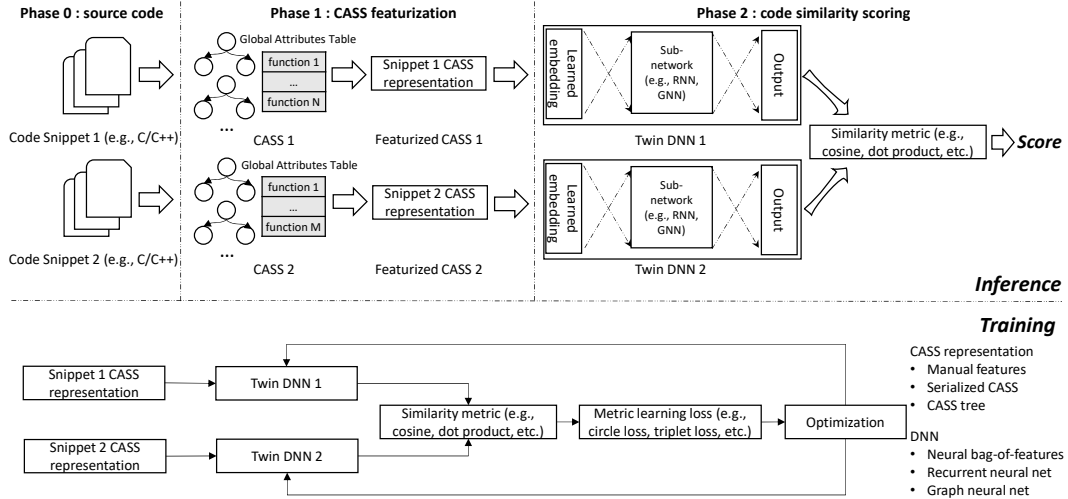 Phase 0 : source code
Phase 1 : CASS featurization
Phase 2 : code similarity scoring
Global Attributes Table
function 1
...
function N
...
Code Snippet 1 (e.g., C/C++)
CASS 1
Snippet 1 CASS
representation
Featurized CASS 1
Learned
embedding
Sub-
network
(e.g., RNN,
GNN)
Output
Twin DNN 1
Global Attributes Table
function 1
...
function M
...
Code Snippet 2 (e.g., C/C++)
CASS 2
Snippet 2 CASS
representation
Featurized CASS 2
Learned
embedding
Sub-
network
(e.g., RNN,
GNN)
Output
Twin DNN 2
Similarity metric (e.g.,
cosine, dot product, etc.)
Score
Inference
Training
Snippet 1 CASS
representation
Twin DNN 1
Snippet 2 CASS
representation
Twin DNN 2
Similarity metric (e.g.,
cosine, dot product, etc.)
Metric learning loss (e.g.,
circle loss, triplet loss, etc.)
Optimization
CASS representation
• Manual features
• Serialized CASS
• CASS tree
DNN
• Neural bag-of-features
• Recurrent neural net
• Graph neural net